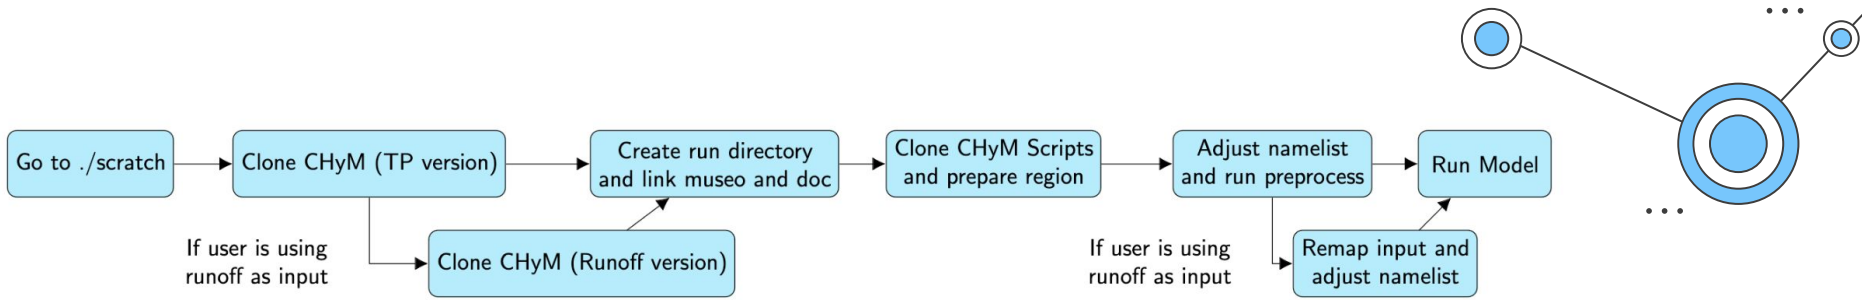 Go to ./scratch
Clone CHyM (TP version)
Create run directory
and link museo and doc
Clone CHyM Scripts
and prepare region
Adjust namelist
and run preprocess
Run Model
If user is using
runoff as input
Clone CHyM (Runoff version)
If user is using
runoff as input
Remap input and
adjust namelist